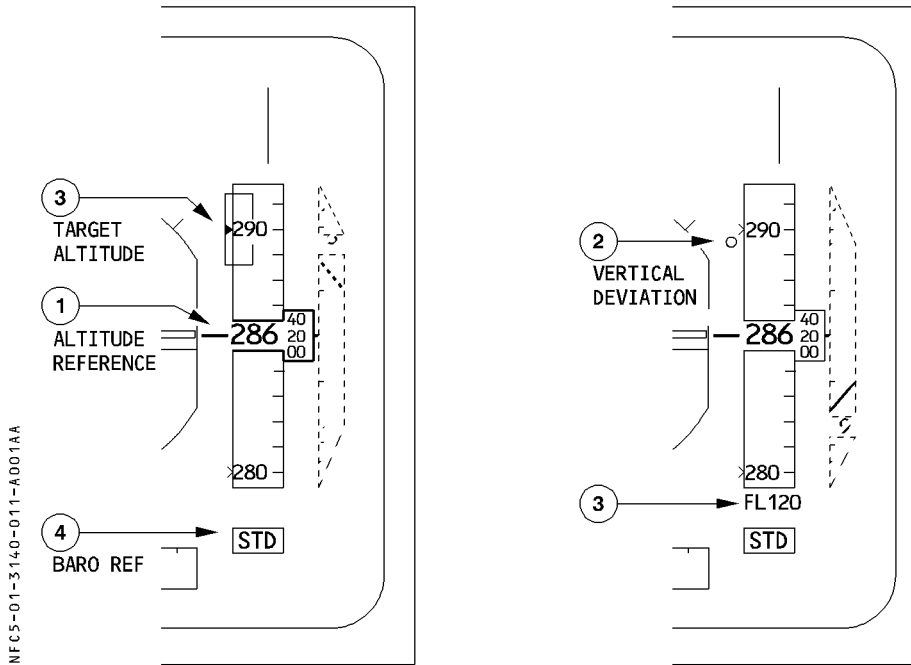 3
TARGET
ALTITUDE
290
1
ALTITUDE
REFERENCE
286
40
20
00
280
4
BARO REF
STD
NFC5-01-3140-011-A001AA
2
VERTICAL
DEVIATION
290
286
40
20
00
280
3
FL120
STD